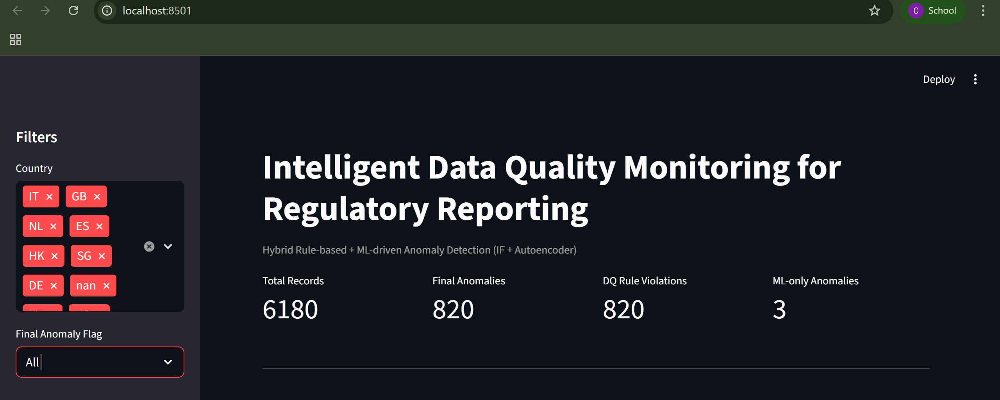 localhost:8501
C School
Deploy
Filters
Country
IT GB
NL ES
HK SG
DE nan
Final Anomaly Flag
All
Intelligent Data Quality Monitoring for
Regulatory Reporting
Hybrid Rule-based + ML-driven Anomaly Detection (IF + Autoencoder)
Total Records Final Anomalies DQ Rule Violations ML-only Anomalies
6180 820 820 3